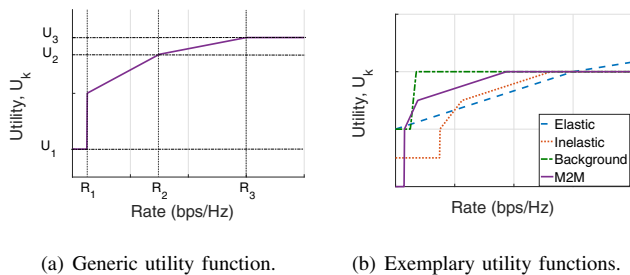 U3
U2
Utility, Uk
U1
R1 R2 R3
Rate (bps/Hz)
(a) Generic utility function.
Utility, Uk
Elastic
Inelastic
Background
M2M
Rate (bps/Hz)
(b) Exemplary utility functions.